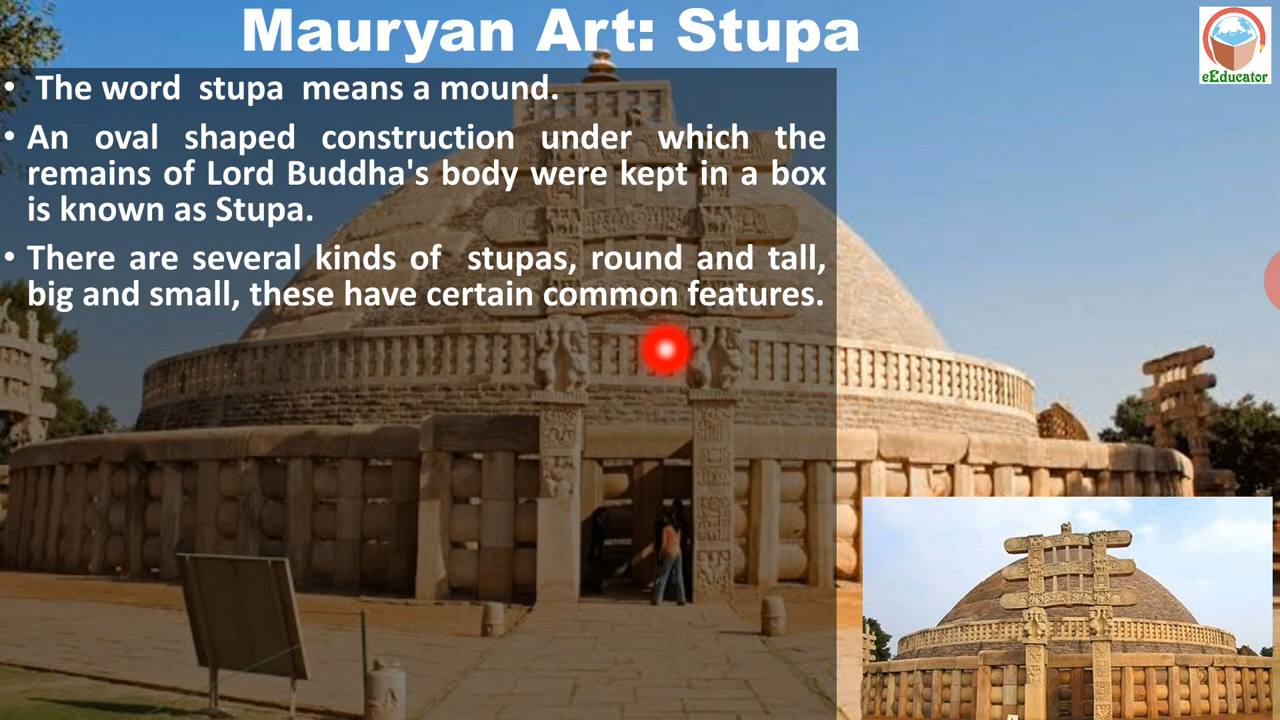 Mauryan Art: Stupa
eEducator
• The word stupa means a mound.
• An oval shaped construction under which the
remains of Lord Buddha's body were kept in a box
is known as Stupa.
• There are several kinds of stupas, round and tall,
big and small, these have certain common features.